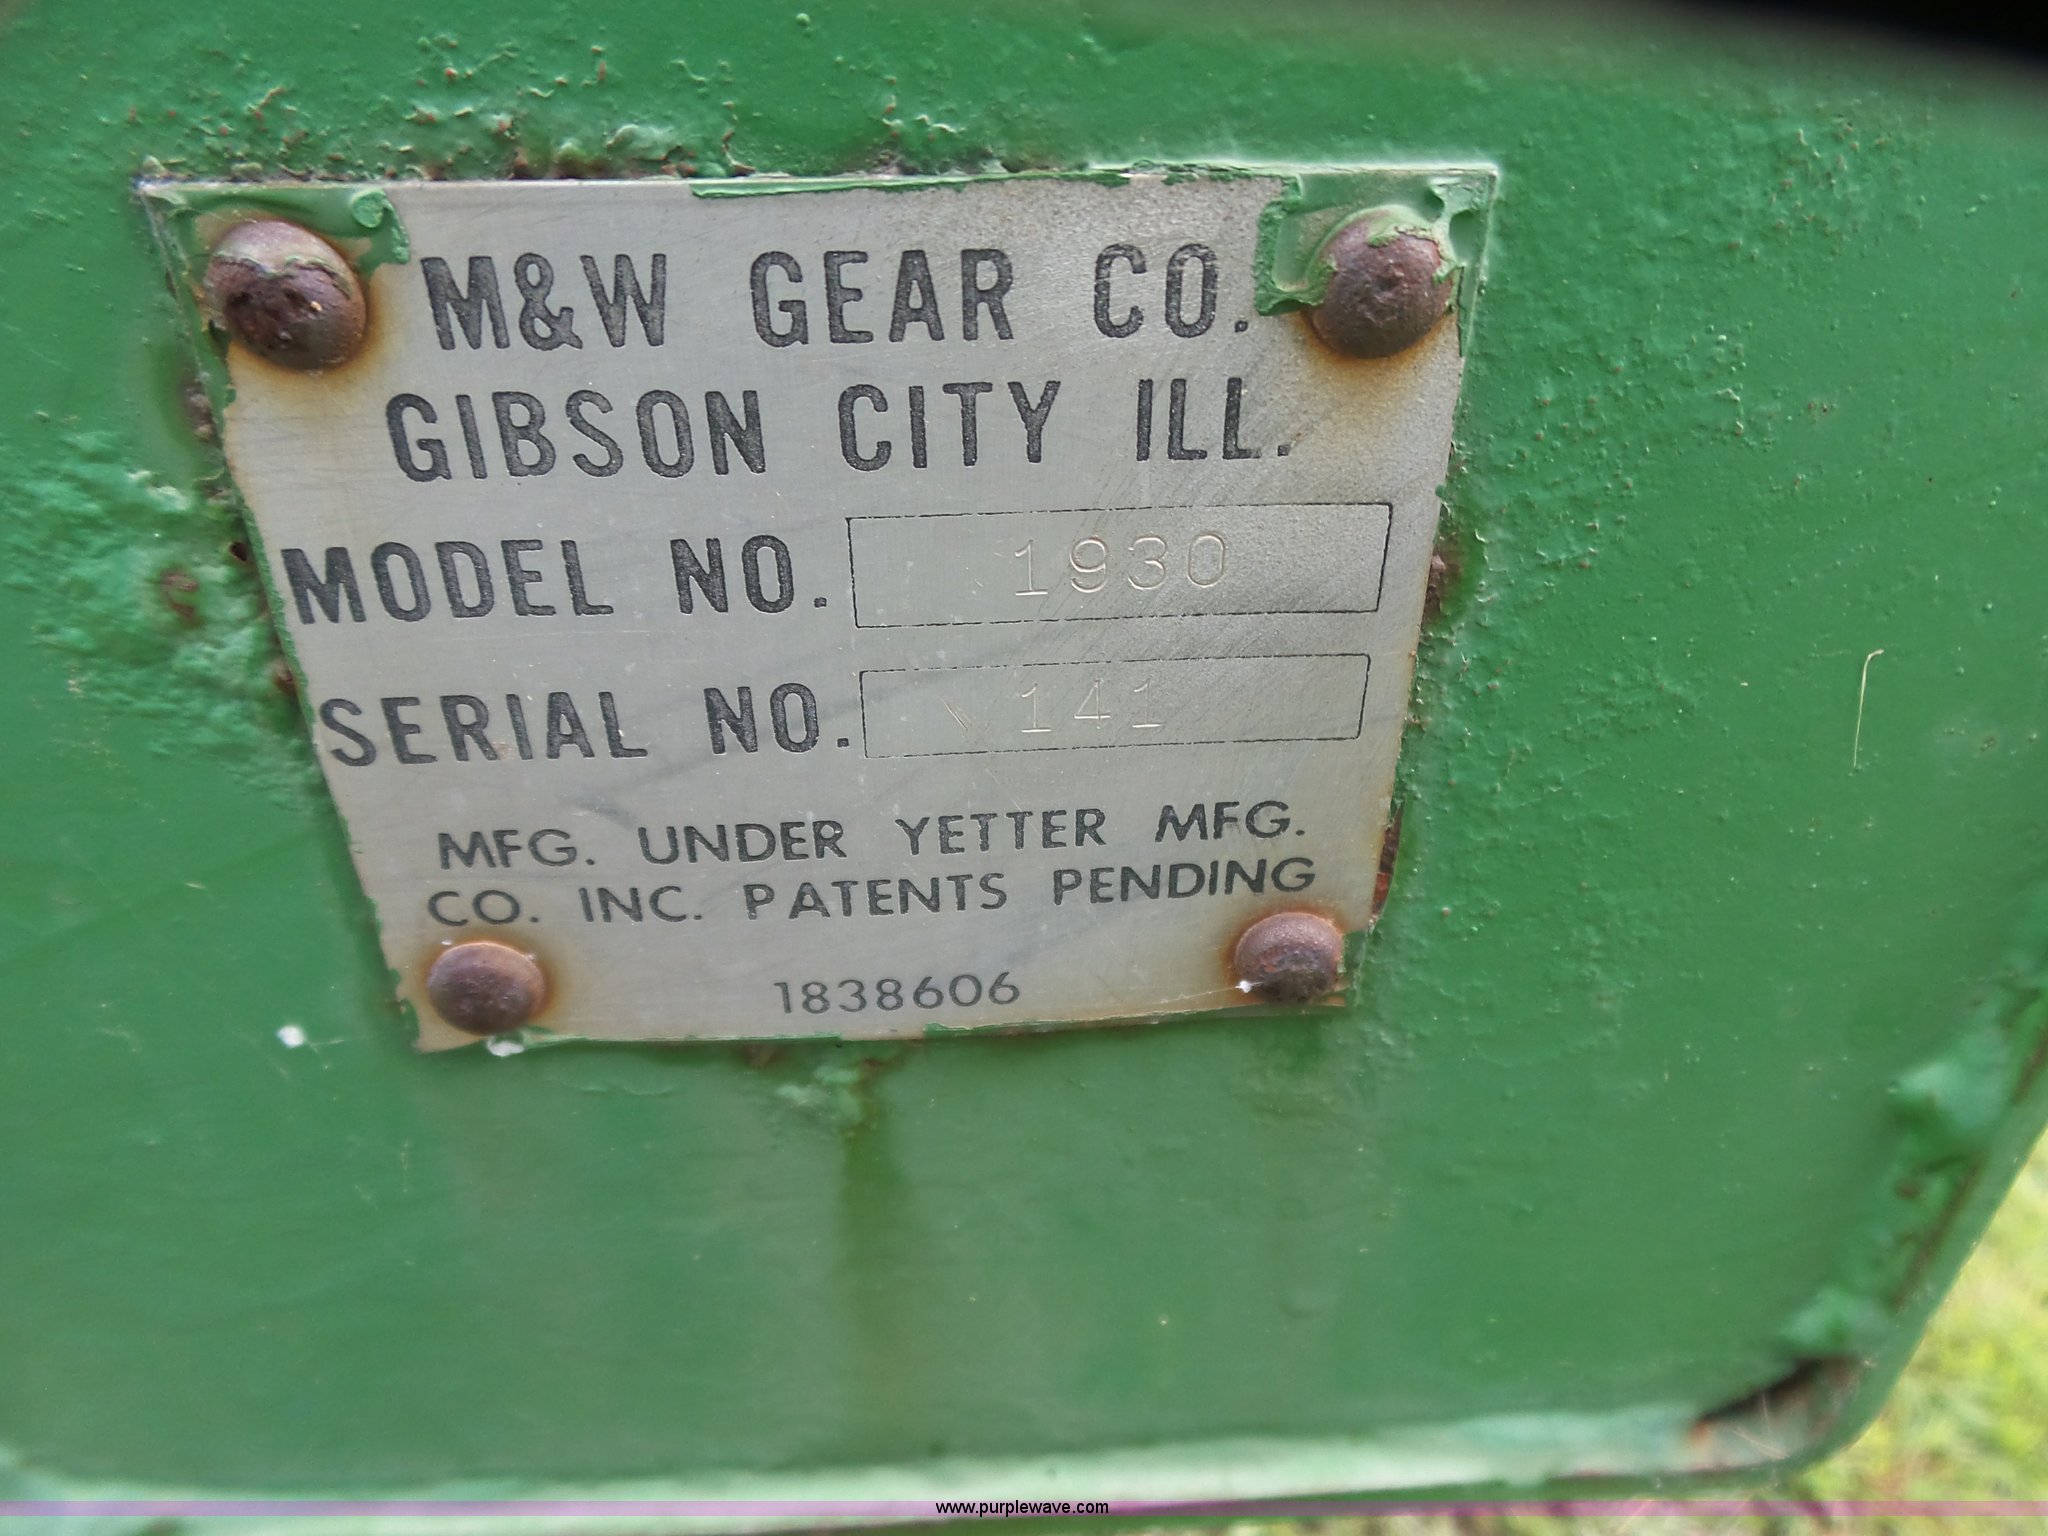 M&W GEAR CO.
GIBSON CITY ILL.
MODEL NO. 1930
SERIAL NO. 141
MFG. UNDER YETTER MFG.
CO. INC. PATENTS PENDING
1838606
www.purplewave.com